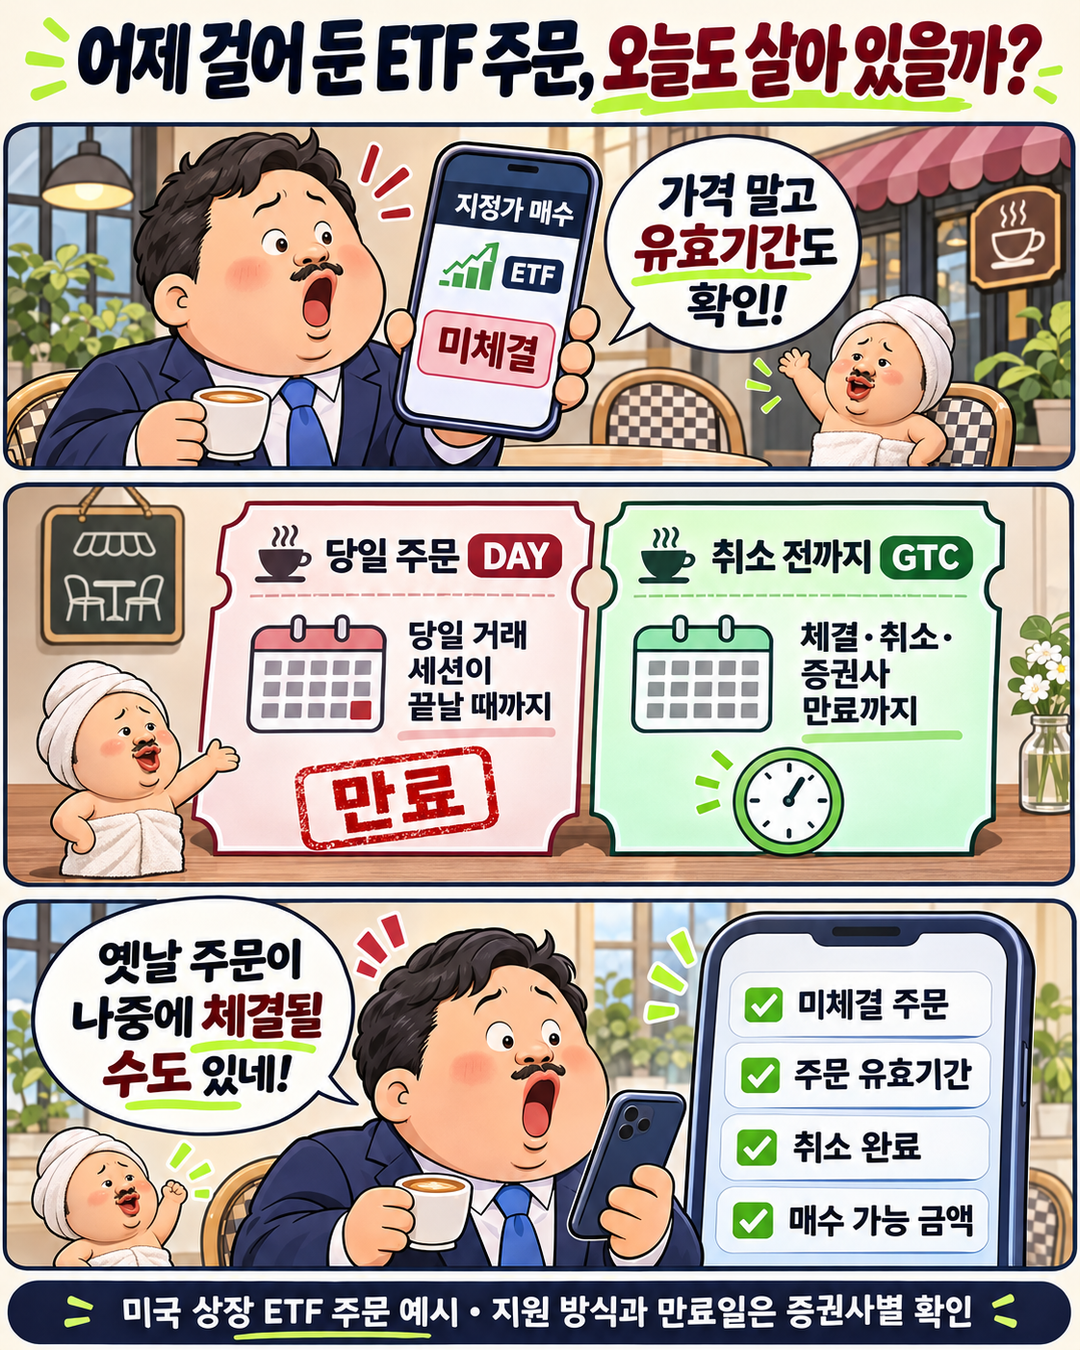 어제 걸어 둔 ETF 주문, 오늘도 살아 있을까?
지정가 매수
ETF
미체결
가격 말고
유효기간도
확인!
당일 주문 DAY
당일 거래
세션이
끝날 때까지
만료
취소 전까지 GTC
체결·취소·
증권사
만료까지
옛날 주문이
나중에 체결될
수도 있네!
미체결 주문
주문 유효기간
취소 완료
매수 가능 금액
미국 상장 ETF 주문 예시 • 지원 방식과 만료일은 증권사별 확인